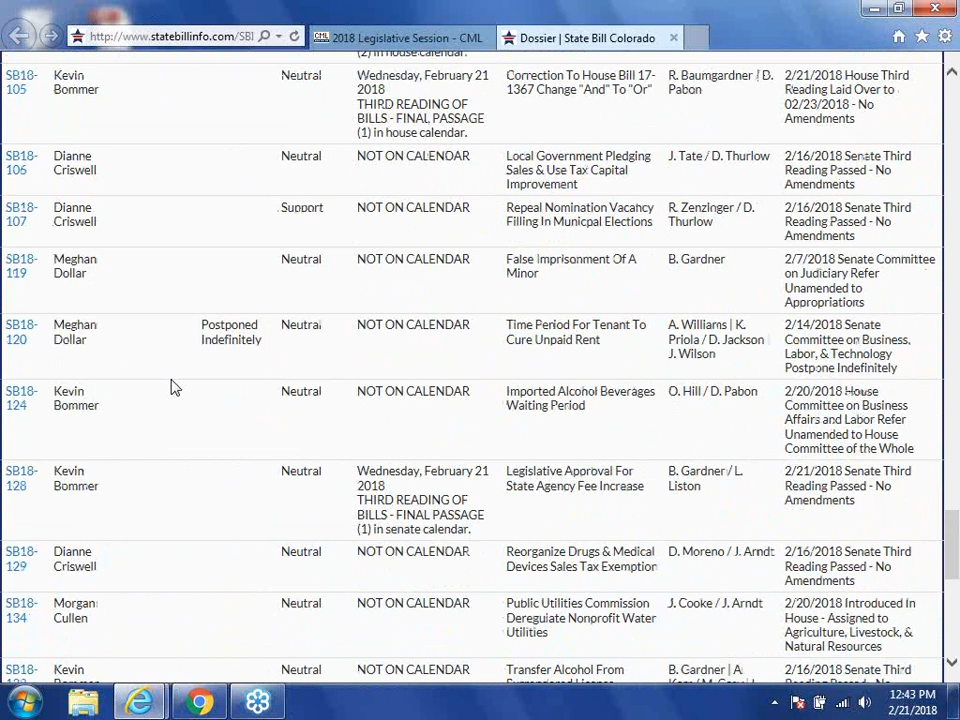 http://www.statebillinfo.com/SBI
2018 Legislative Session - CML
Dossier | State Bill Colorado
(2) in house calendar.
SB18-105 Kevin Bommer Neutral Wednesday, February 21 2018 THIRD READING OF BILLS - FINAL PASSAGE (1) in house calendar. Correction To House Bill 17-1367 Change "And" To "Or" R. Baumgardner / D. Pabon 2/21/2018 House Third Reading Laid Over to 02/23/2018 - No Amendments
SB18-106 Dianne Criswell Neutral NOT ON CALENDAR Local Government Pledging Sales & Use Tax Capital Improvement J. Tate / D. Thurlow 2/16/2018 Senate Third Reading Passed - No Amendments
SB18-107 Dianne Criswell Support NOT ON CALENDAR Repeal Nomination Vacancy Filling In Municpal Elections R. Zenzinger / D. Thurlow 2/16/2018 Senate Third Reading Passed - No Amendments
SB18-119 Meghan Dollar Neutral NOT ON CALENDAR False Imprisonment Of A Minor B. Gardner 2/7/2018 Senate Committee on Judiciary Refer Unamended to Appropriations
SB18-120 Meghan Dollar Postponed Indefinitely Neutral NOT ON CALENDAR Time Period For Tenant To Cure Unpaid Rent A. Williams | K. Priola / D. Jackson | J. Wilson 2/14/2018 Senate Committee on Business, Labor, & Technology Postpone Indefinitely
SB18-124 Kevin Bommer Neutral NOT ON CALENDAR Imported Alcohol Beverages Waiting Period O. Hill / D. Pabon 2/20/2018 House Committee on Business Affairs and Labor Refer Unamended to House Committee of the Whole
SB18-128 Kevin Bommer Neutral Wednesday, February 21 2018 THIRD READING OF BILLS - FINAL PASSAGE (1) in senate calendar. Legislative Approval For State Agency Fee Increase B. Gardner / L. Liston 2/21/2018 Senate Third Reading Passed - No Amendments
SB18-129 Dianne Criswell Neutral NOT ON CALENDAR Reorganize Drugs & Medical Devices Sales Tax Exemption D. Moreno / J. Arndt 2/16/2018 Senate Third Reading Passed - No Amendments
SB18-134 Morgan Cullen Neutral NOT ON CALENDAR Public Utilities Commission Deregulate Nonprofit Water Utilities J. Cooke / J. Arndt 2/20/2018 Introduced In House - Assigned to Agriculture, Livestock, & Natural Resources
SB18- Kevin Neutral NOT ON CALENDAR Transfer Alcohol From B. Gardner | A. 2/16/2018 Senate Third
12:43 PM
2/21/2018